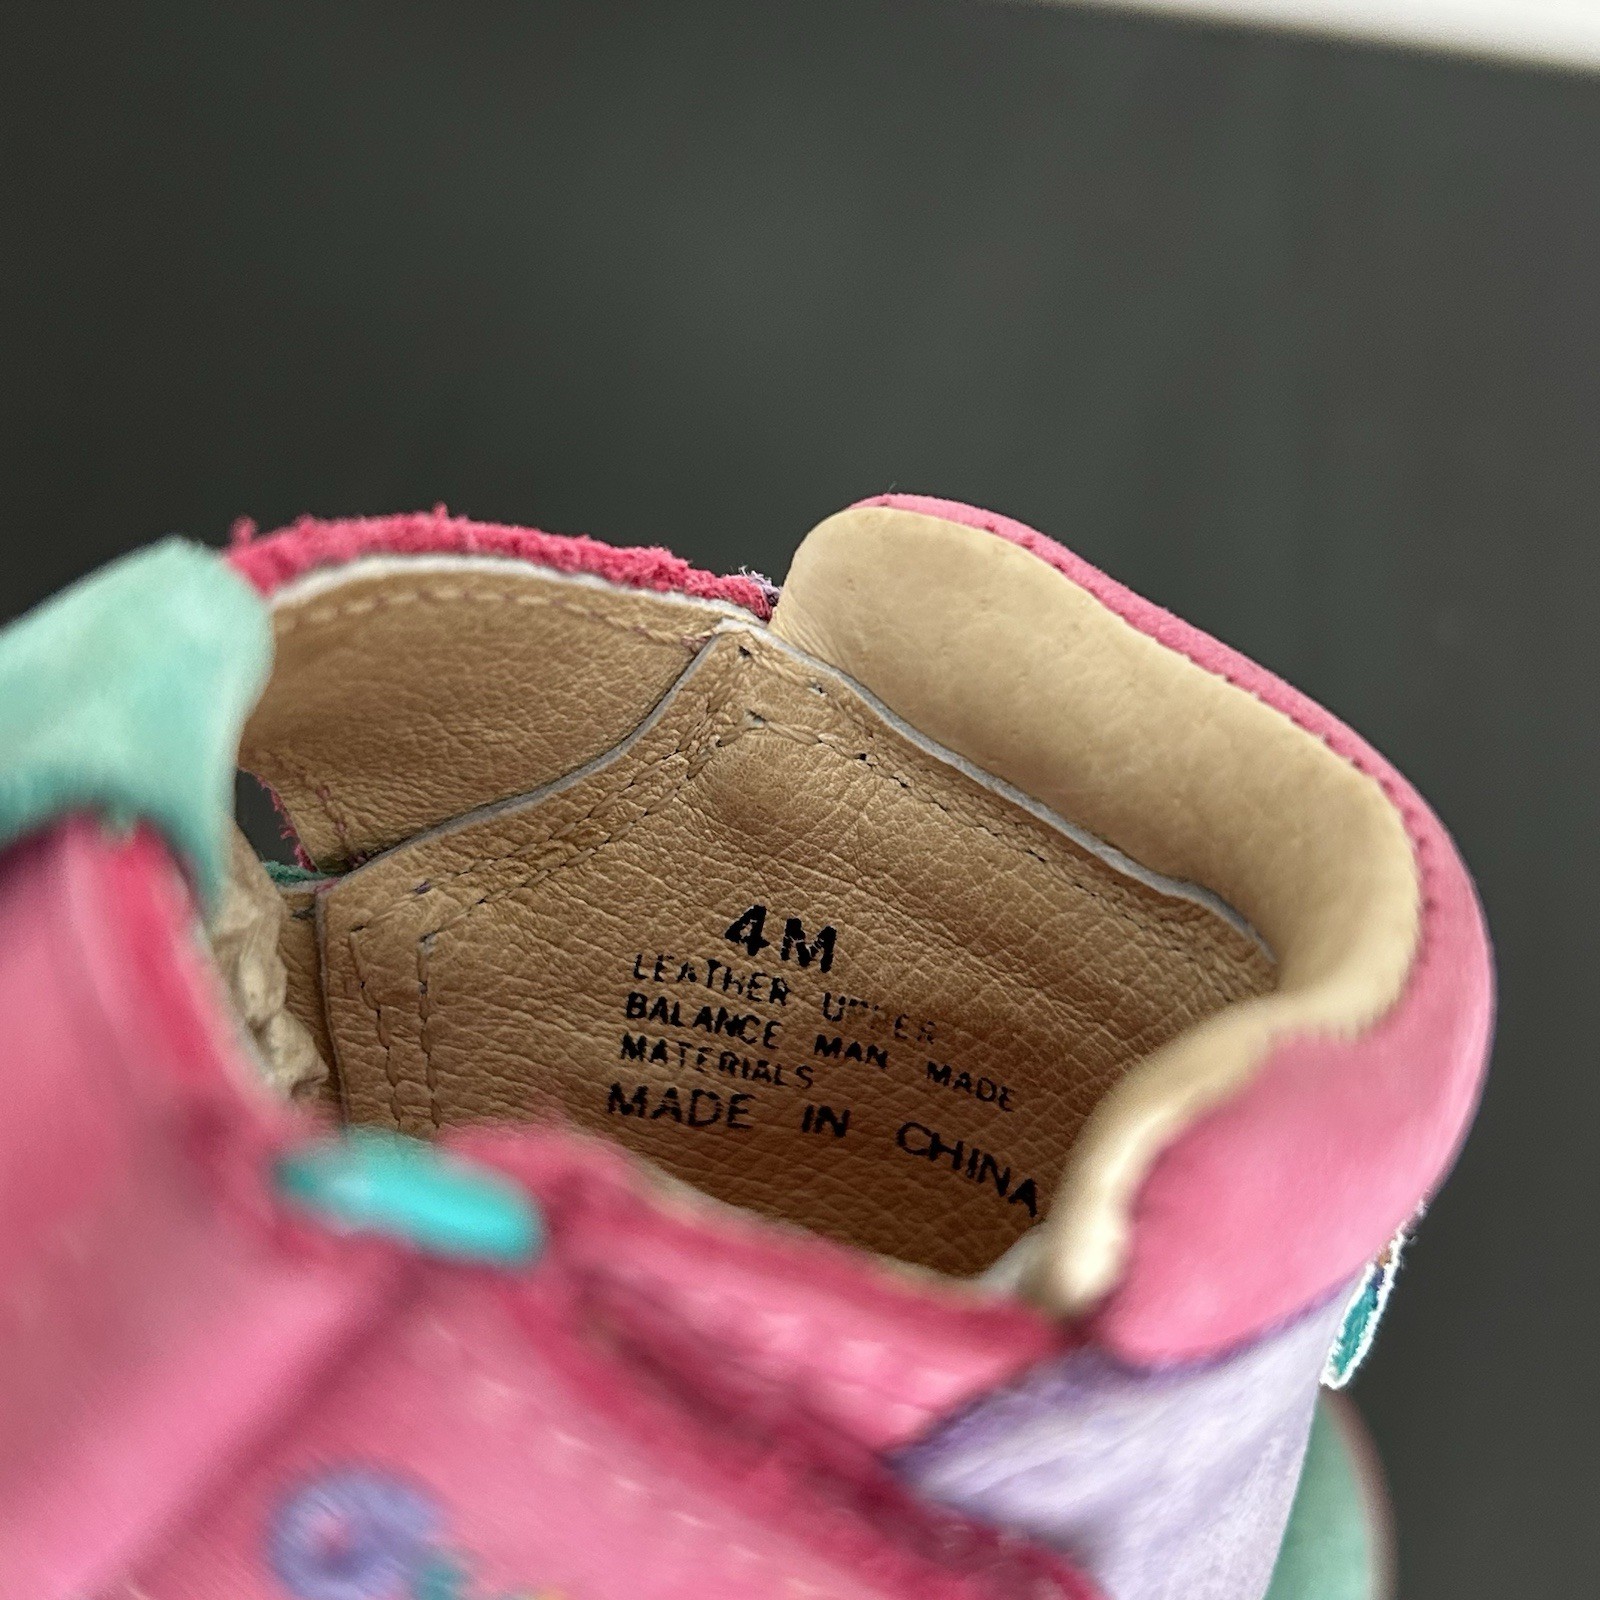 4M
LEATHER UPPER
BALANCE MAN MADE
MATERIALS
MADE IN CHINA